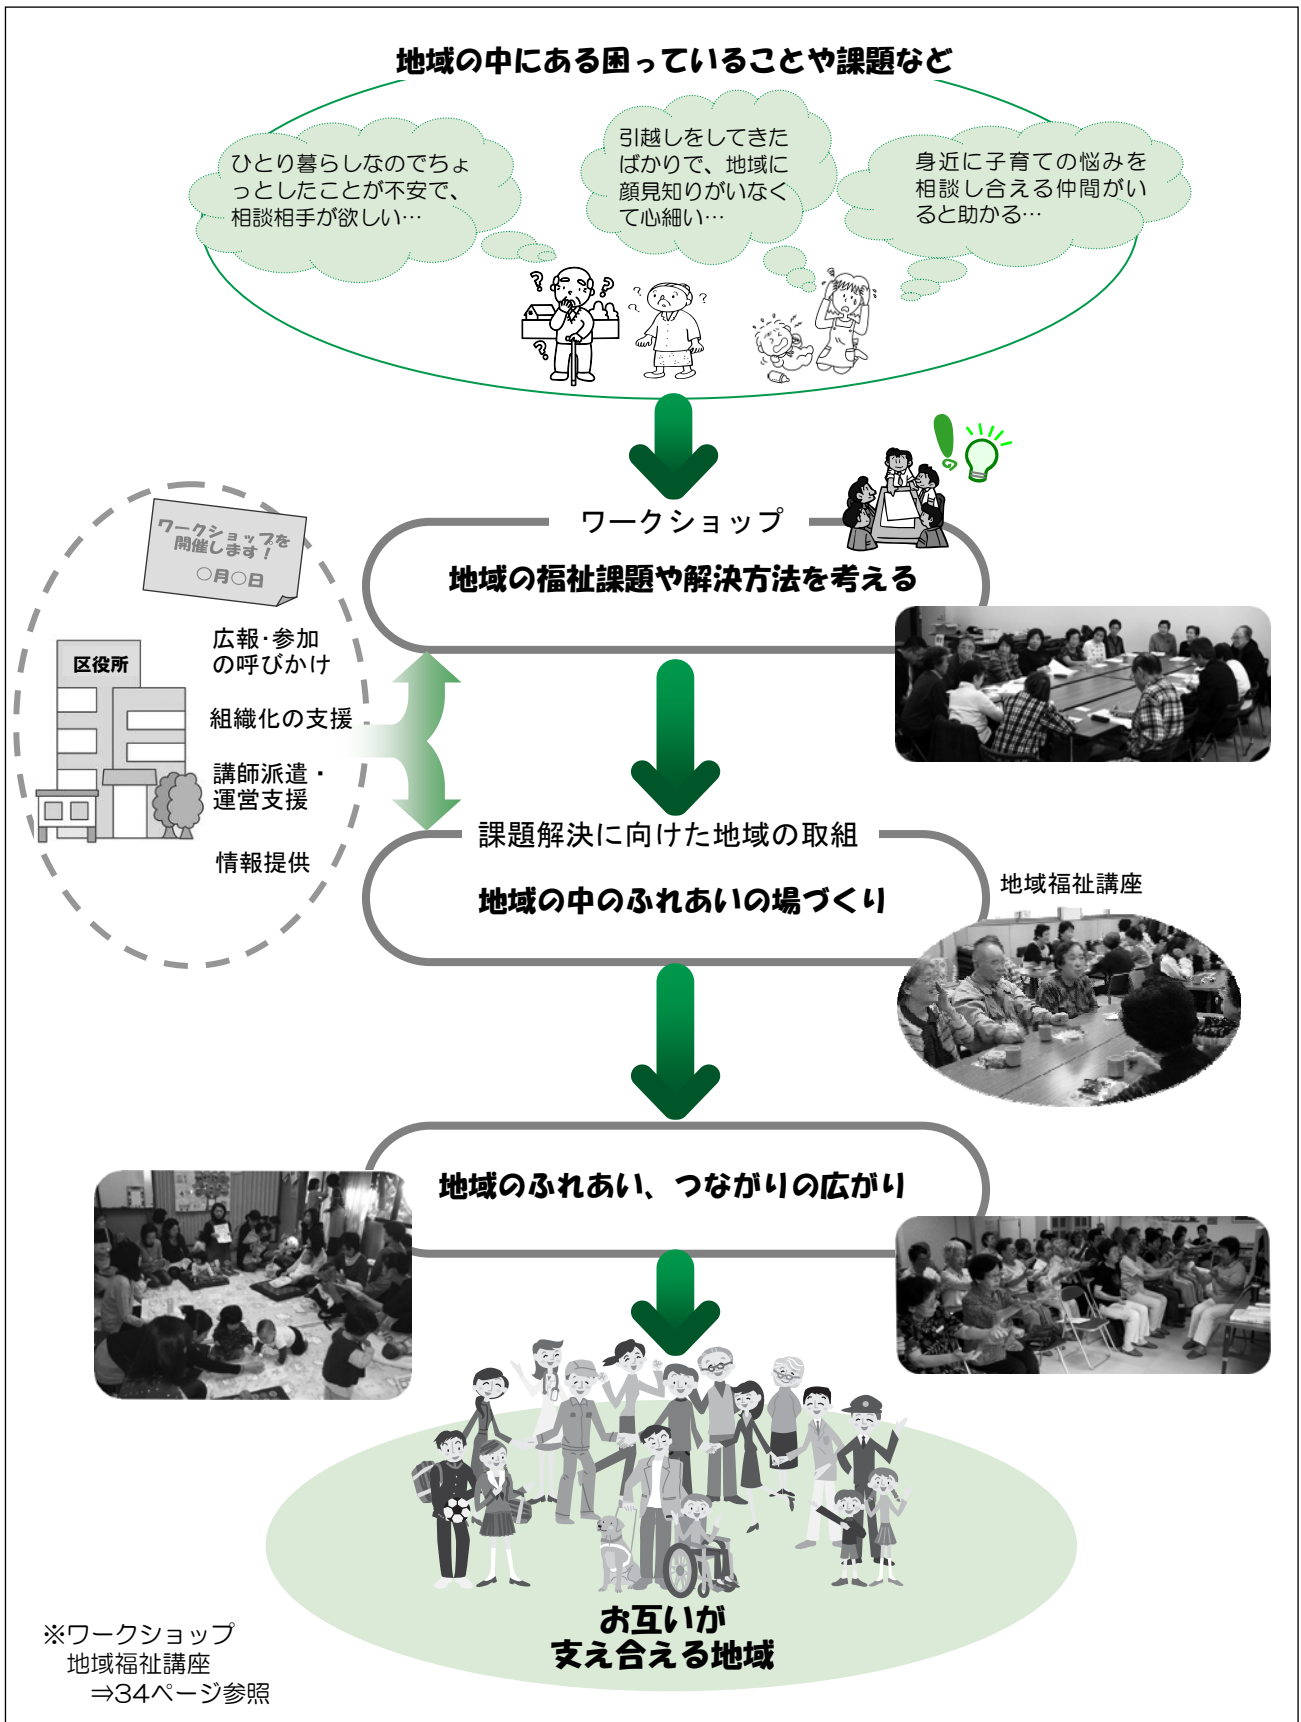 地域の中にある困っていることや課題など
ひとり暮らしなのでちょ
っとしたことが不安で、
相談相手が欲しい…
引越しをしてきた
ばかりで、地域に
顔見知りがいなく
て心細い…
身近に子育ての悩みを
相談し合える仲間がい
ると助かる…
ワークショップ
地域の福祉課題や解決方法を考える
ワークショップを
開催します！
○月○日
区役所
広報・参加
の呼びかけ
組織化の支援
講師派遣・
運営支援
情報提供
課題解決に向けた地域の取組
地域の中のふれあいの場づくり
地域福祉講座
地域のふれあい、つながりの広がり
お互いが
支え合える地域
※ワークショップ
地域福祉講座
⇒34ページ参照